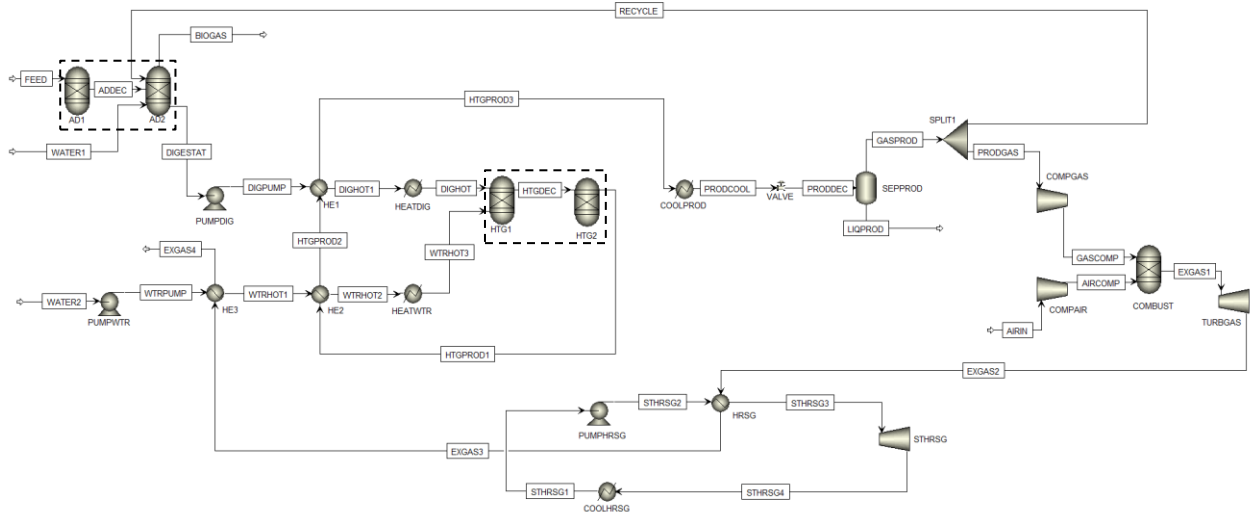 RECYCLE
BIOGAS
FEED
ADDEC
AD1
AD2
WATER1
DIGESTAT
HTGPROD3
SPLIT1
GASPROD
PRODGAS
DIGPUMP
DIGHOT1
DIGHOT
HTGDEC
PUMPDIG
HE1
HEATDIG
HTG1
HTG2
PRODCOOL
PRODDEC
SEPPROD
COOLPROD
VALVE
LIQPROD
COMPGAS
HTGPROD2
WTRHOT3
EXGAS4
GASCOMP
EXGAS1
AIRCOMP
WATER2
WTRPUMP
WTRHOT1
WTRHOT2
PUMPWTR
HE3
HE2
HEATWTR
COMPAIR
COMBUST
TURBGAS
AIRIN
HTGPROD1
EXGAS2
STHRSG2
STHRSG3
HRSG
PUMPHRSG
STHRSG
EXGAS3
STHRSG1
STHRSG4
COOLHRSG